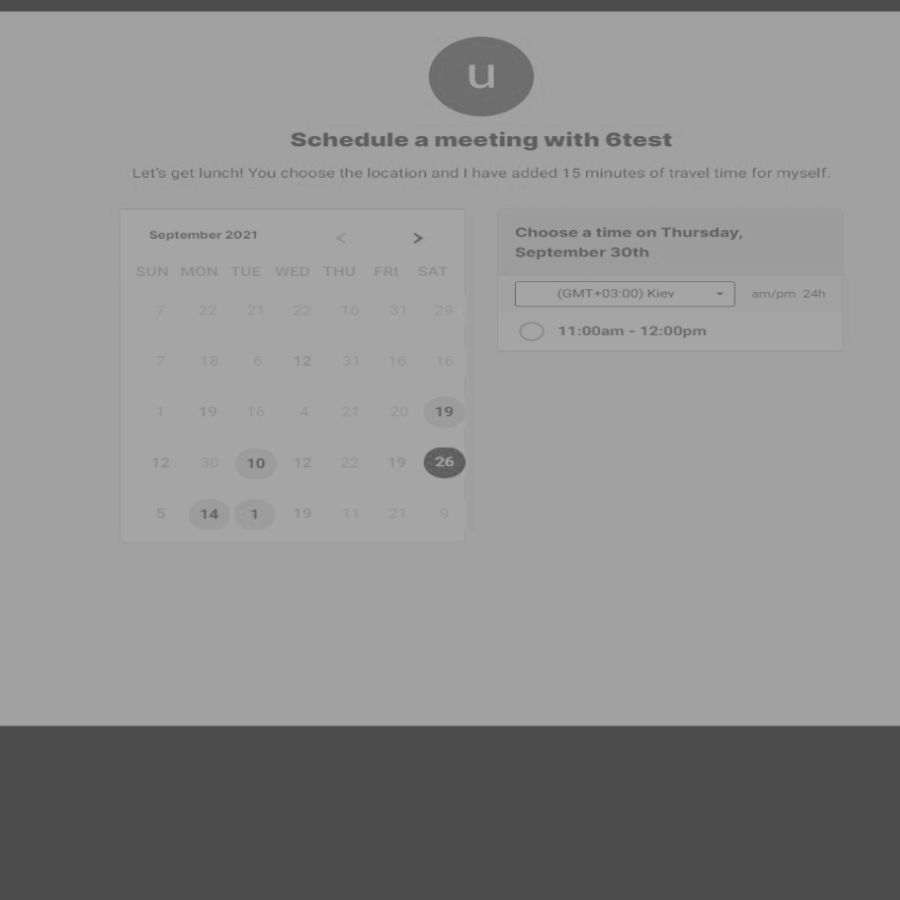 u
Schedule a meeting with 6test
Let's get lunch! You choose the location and I have added 15 minutes of travel time for myself.
September 2021 < >
SUN MON TUE WED THU FRI SAT
7 22 21 22 16 31 29
7 18 6 12 31 16 16
1 19 16 4 21 20 19
12 30 10 12 22 19 26
5 14 1 19 11 21 9
Choose a time on Thursday,
September 30th
(GMT+03:00) Kiev am/pm 24h
11:00am - 12:00pm